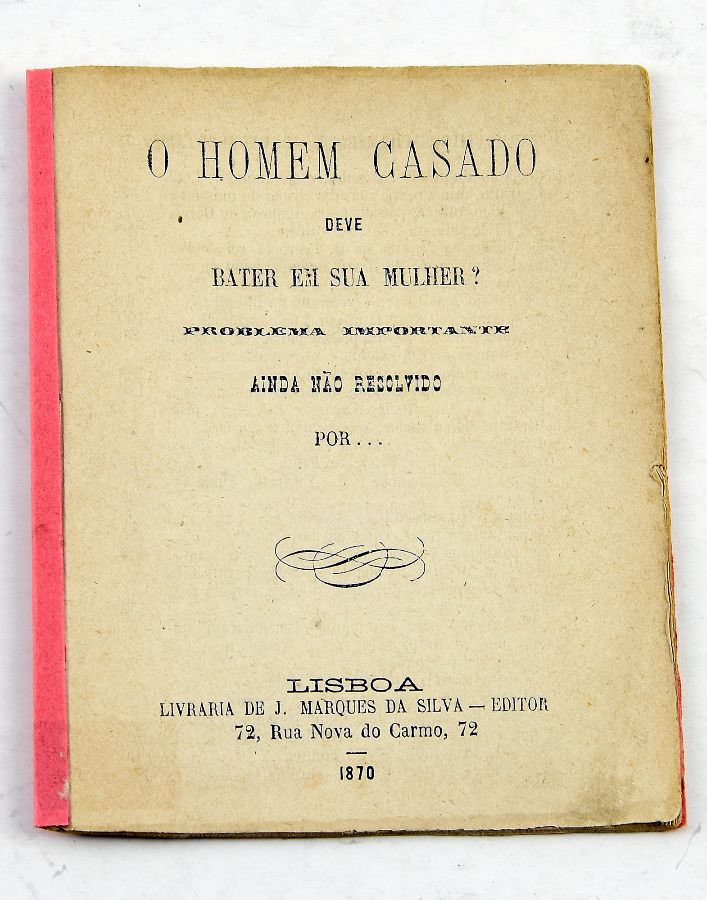 O HOMEM CASADO
DEVE
BATER EM SUA MULHER?
PROBLEMA IMPORTANTE
AINDA NÃO RESOLVIDO
POR...
LISBOA
LIVRARIA DE J. MARQUES DA SILVA — EDITOR
72, Rua Nova do Carmo, 72
1870